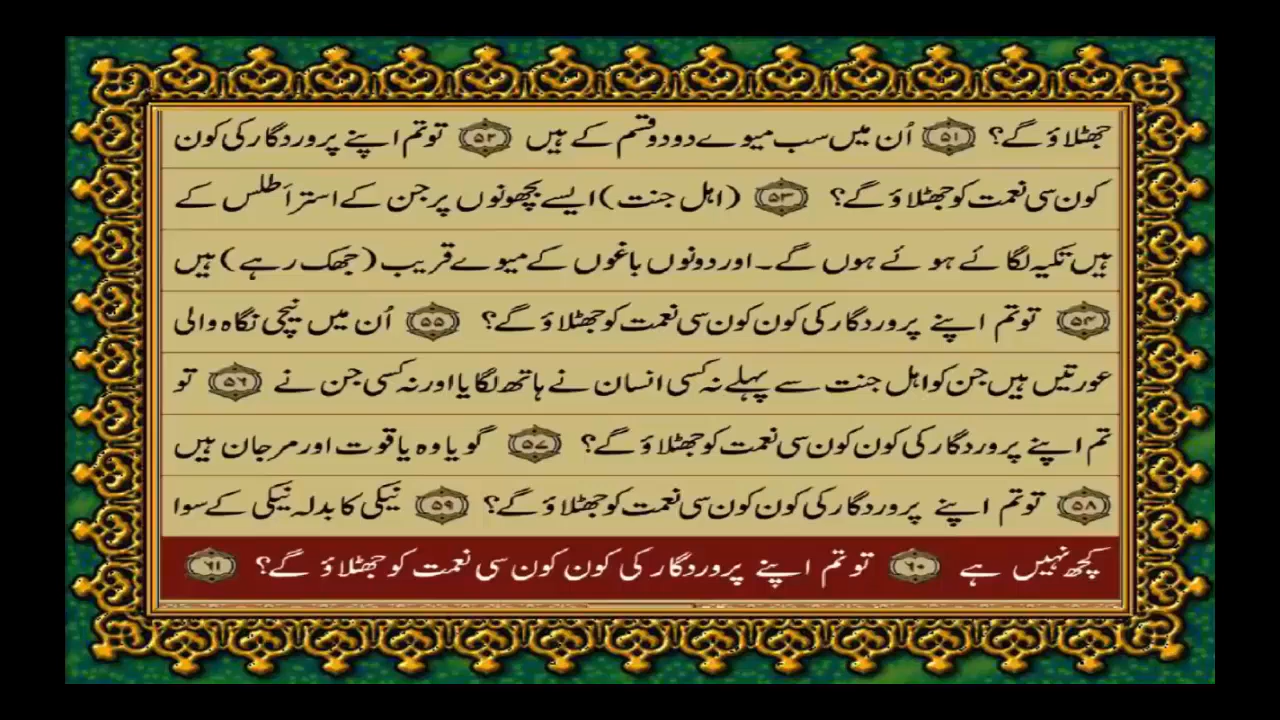 جھٹلاؤ گے؟ ۵۱ اُن میں سب میوے دو دو قسم کے ہیں ۵۲ تو تم اپنے پروردگار کی کون
کون سی نعمت کو جھٹلاؤ گے؟ ۵۳ (اہل جنت) ایسے بچھونوں پر جن کے استر اَطلس کے
ہیں تکیہ لگائے ہوئے ہوں گے۔ اور دونوں باغوں کے میوے قریب (جھک رہے) ہیں
۵۴ تو تم اپنے پروردگار کی کون کون سی نعمت کو جھٹلاؤ گے؟ ۵۵ اُن میں نیچی نگاہ والی
عورتیں ہیں جن کو اہل جنت سے پہلے نہ کسی انسان نے ہاتھ لگایا اور نہ کسی جن نے ۵۶ تو
تم اپنے پروردگار کی کون کون سی نعمت کو جھٹلاؤ گے؟ ۵۷ گویا وہ یاقوت اور مرجان ہیں
۵۸ تو تم اپنے پروردگار کی کون کون سی نعمت کو جھٹلاؤ گے؟ ۵۹ نیکی کا بدلہ نیکی کے سوا
کچھ نہیں ہے ۶۰ تو تم اپنے پروردگار کی کون کون سی نعمت کو جھٹلاؤ گے؟ ۶۱